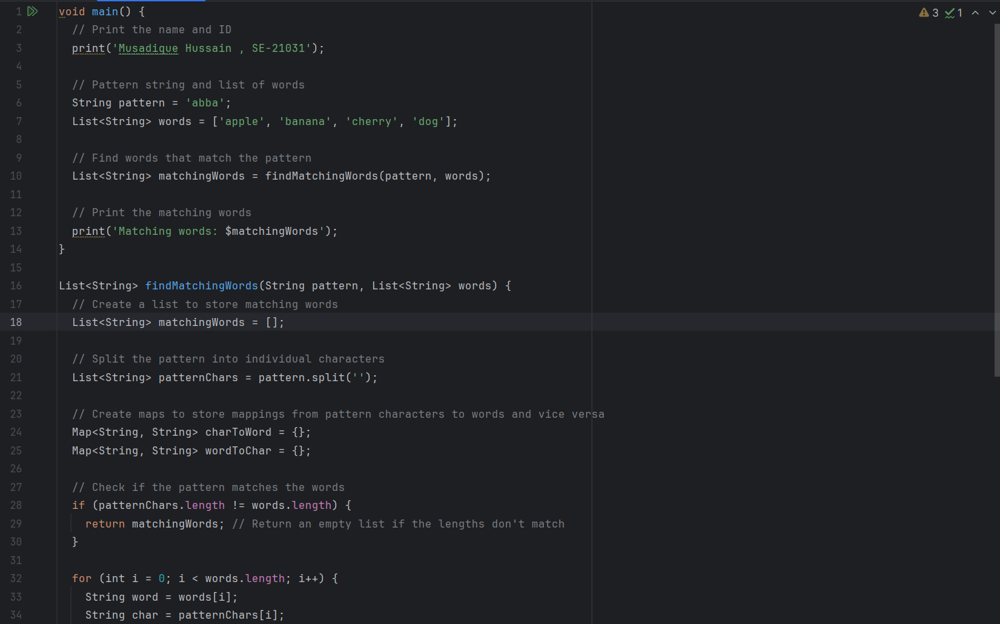 1 void main() {
2 // Print the name and ID
3 print('Musadique Hussain , SE-21031');
4
5 // Pattern string and list of words
6 String pattern = 'abba';
7 List<String> words = ['apple', 'banana', 'cherry', 'dog'];
8
9 // Find words that match the pattern
10 List<String> matchingWords = findMatchingWords(pattern, words);
11
12 // Print the matching words
13 print('Matching words: $matchingWords');
14 }
15
16 List<String> findMatchingWords(String pattern, List<String> words) {
17 // Create a list to store matching words
18 List<String> matchingWords = [];
19
20 // Split the pattern into individual characters
21 List<String> patternChars = pattern.split('');
22
23 // Create maps to store mappings from pattern characters to words and vice versa
24 Map<String, String> charToWord = {};
25 Map<String, String> wordToChar = {};
26
27 // Check if the pattern matches the words
28 if (patternChars.length != words.length) {
29 return matchingWords; // Return an empty list if the lengths don't match
30 }
31
32 for (int i = 0; i < words.length; i++) {
33 String word = words[i];
34 String char = patternChars[i];
3 1